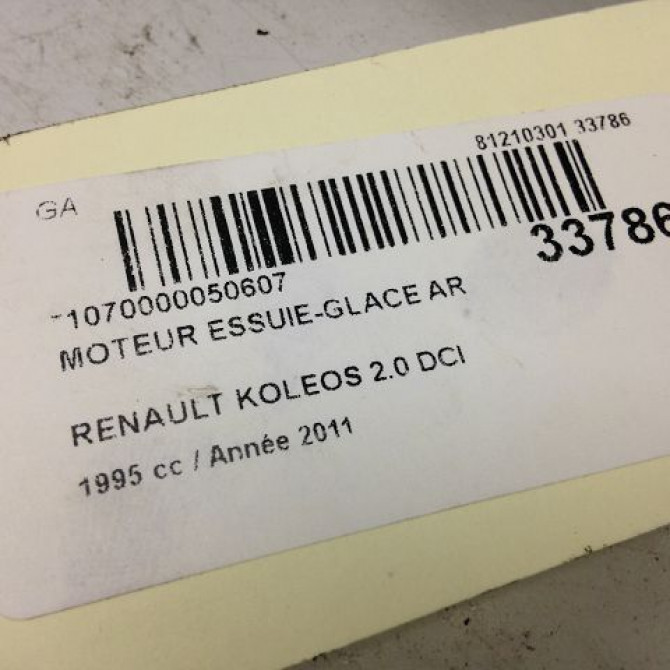 GA
81210301 33786
33786
-1070000050607
MOTEUR ESSUIE-GLACE AR
RENAULT KOLEOS 2.0 DCI
1995 cc / Année 2011